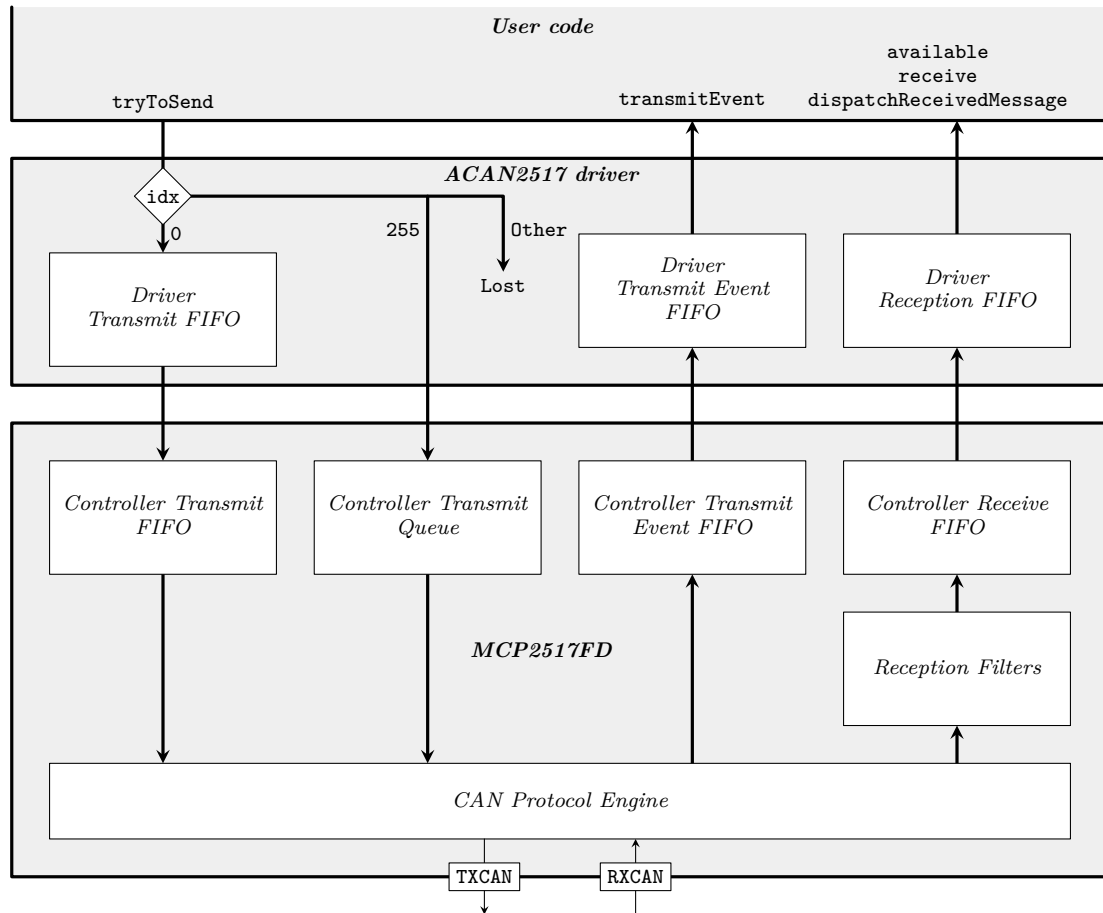 User code
tryToSend
transmitEvent
available
receive
dispatchReceivedMessage
ACAN2517 driver
idx
0
255
Other
Lost
Driver
Transmit FIFO
Driver
Transmit Event
FIFO
Driver
Reception FIFO
Controller Transmit
FIFO
Controller Transmit
Queue
Controller Transmit
Event FIFO
Controller Receive
FIFO
MCP2517FD
Reception Filters
CAN Protocol Engine
TXCAN
RXCAN